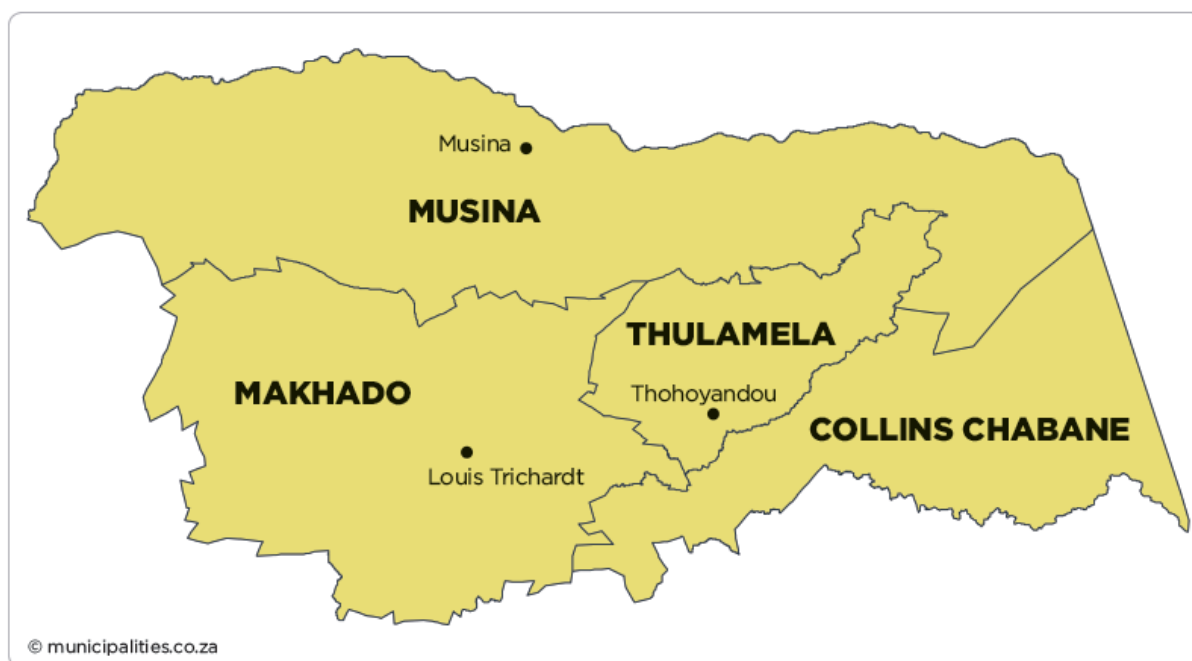 Musina
MUSINA
THULAMELA
MAKHADO
Thohoyandou
COLLINS CHABANE
Louis Trichardt
© municipalities.co.za